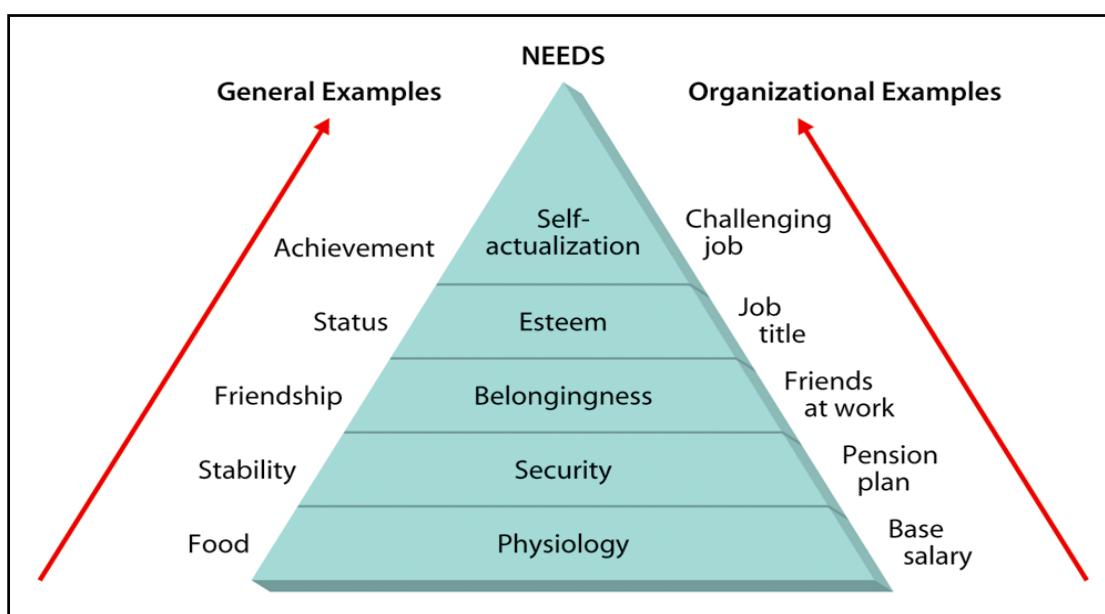 NEEDS
General Examples
Organizational Examples
Self-
actualization
Achievement
Challenging
job
Status
Esteem
Job
title
Friendship
Belongingness
Friends
at work
Stability
Security
Pension
plan
Food
Physiology
Base
salary